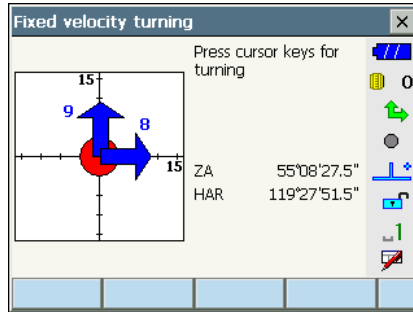 Fixed velocity turning
Press cursor keys for
turning
15
9
8
15
ZA 55°08'27.5"
HAR 119°27'51.5"
0
1